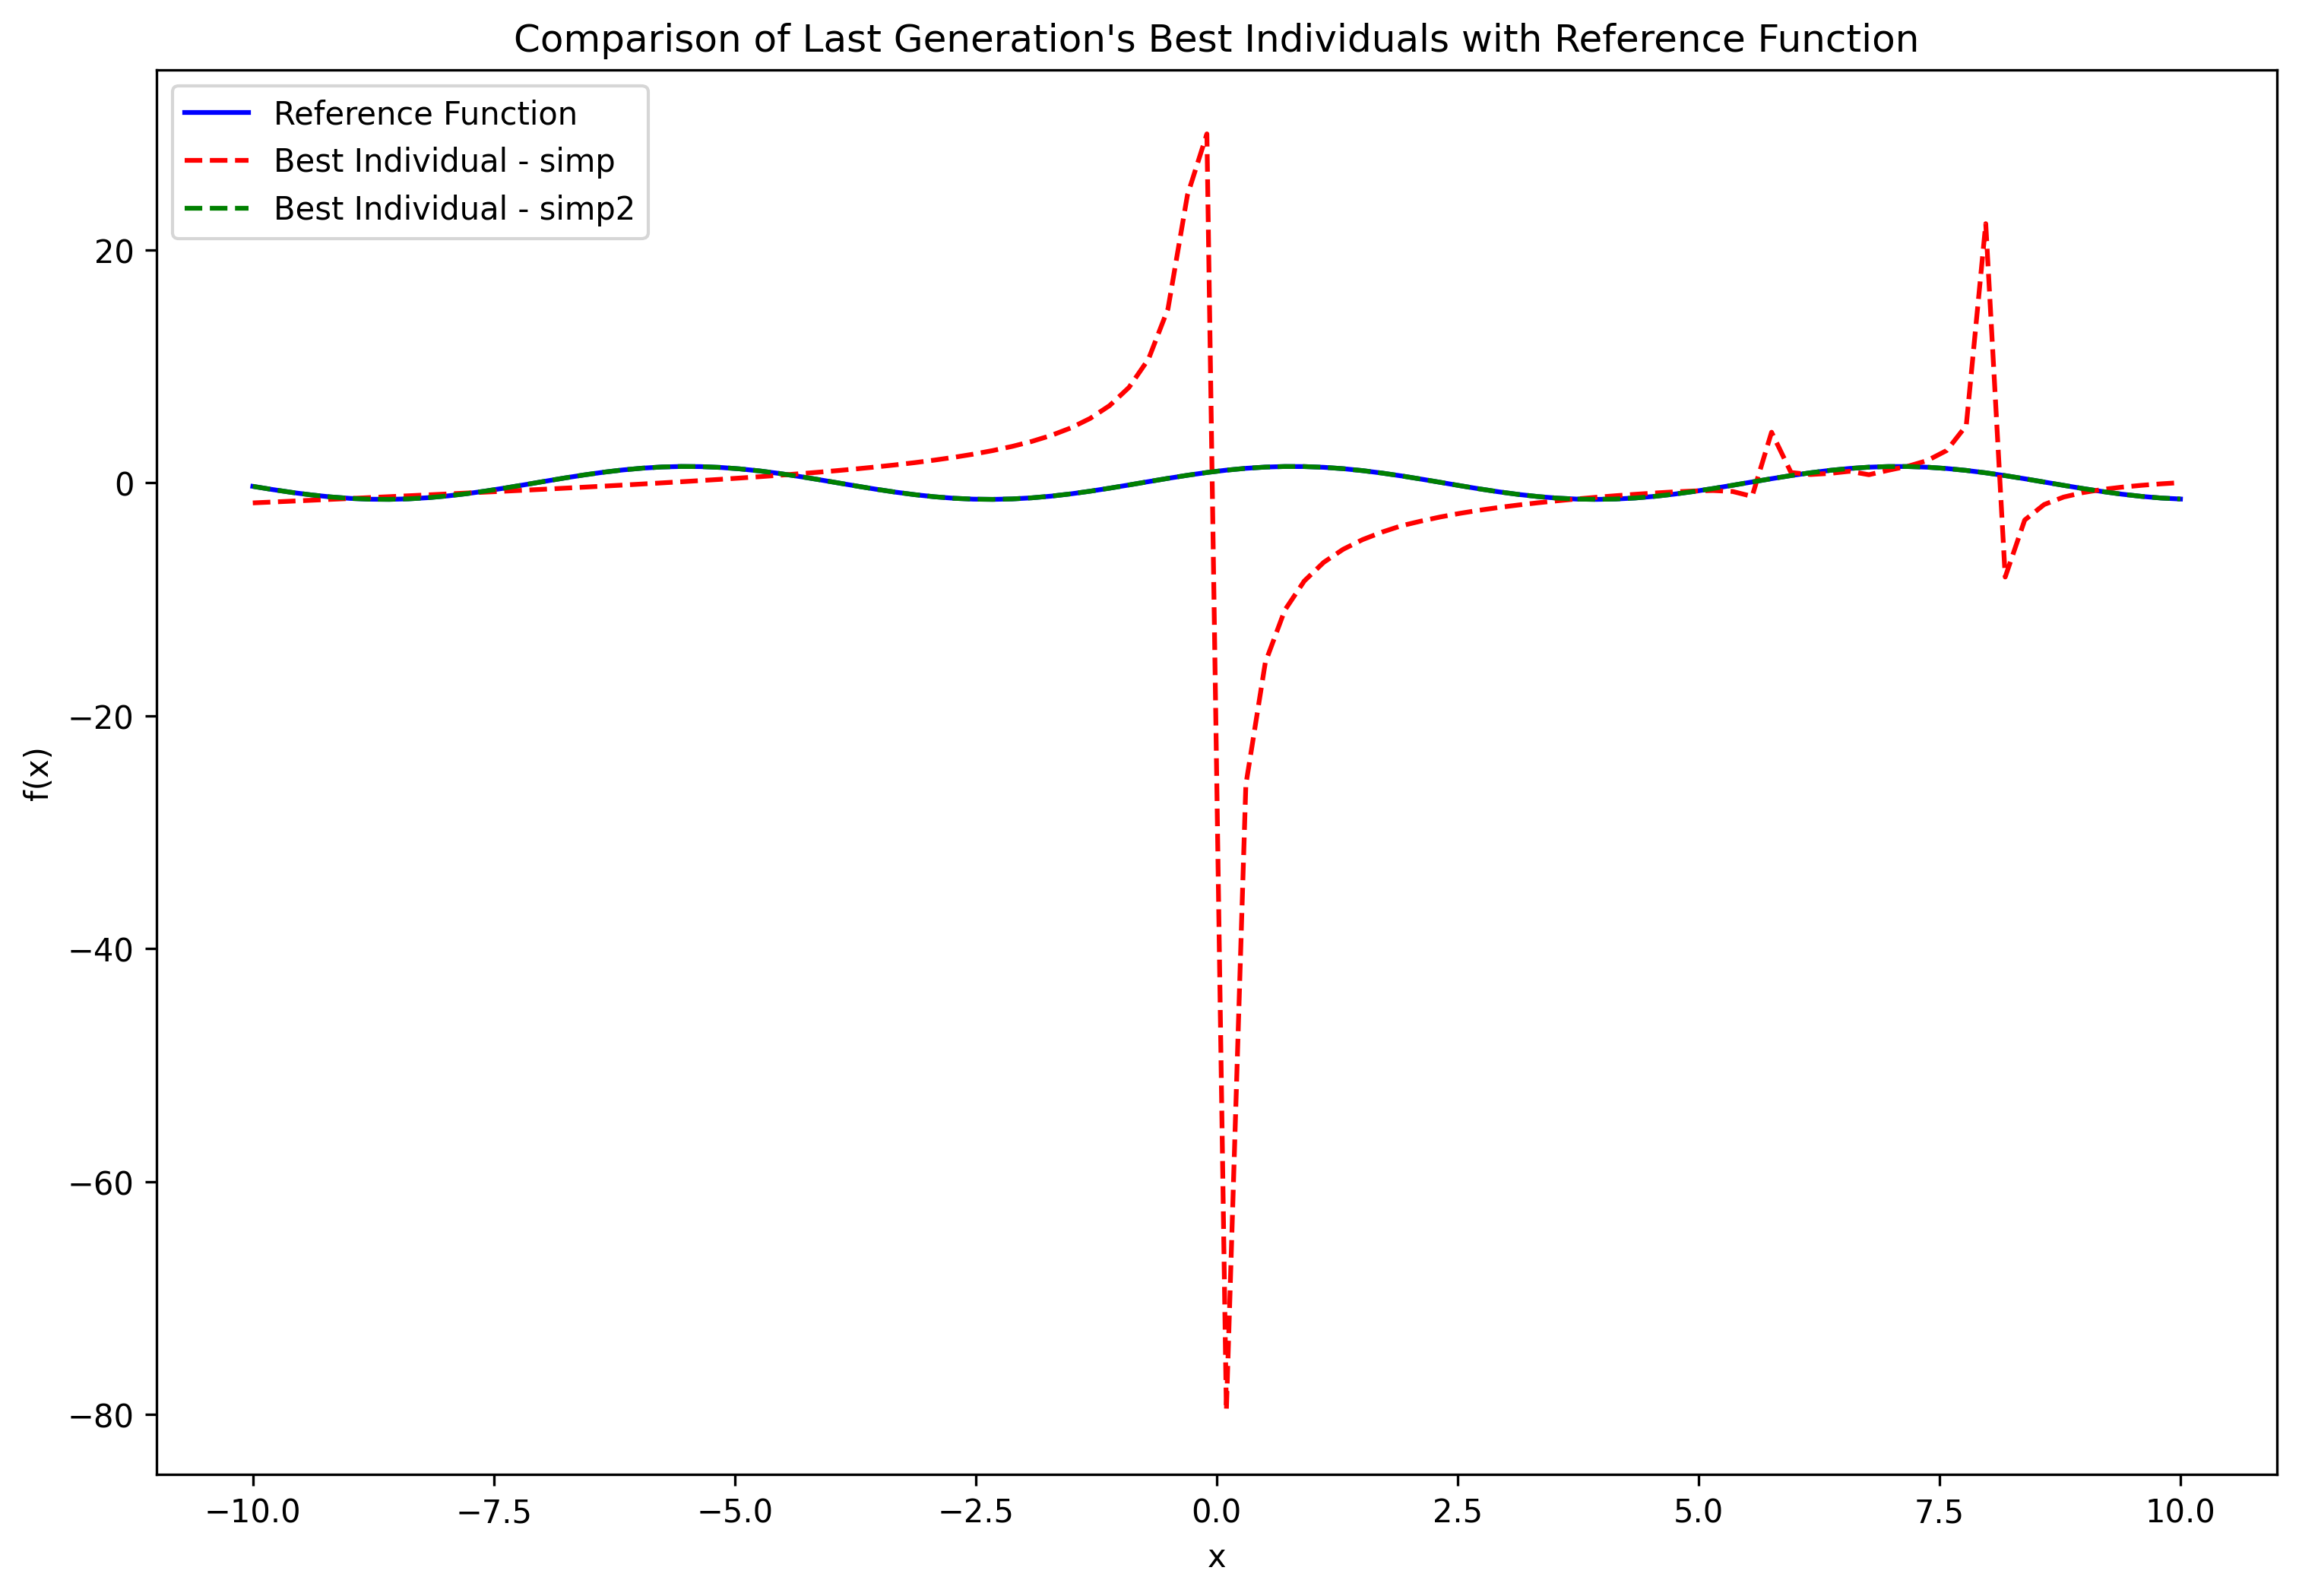 Comparison of Last Generation's Best Individuals with Reference Function
Reference Function
Best Individual - simp
Best Individual - simp2
20
0
−20
−40
−60
−80
f(x)
−10.0
−7.5
−5.0
−2.5
0.0
2.5
5.0
7.5
10.0
x